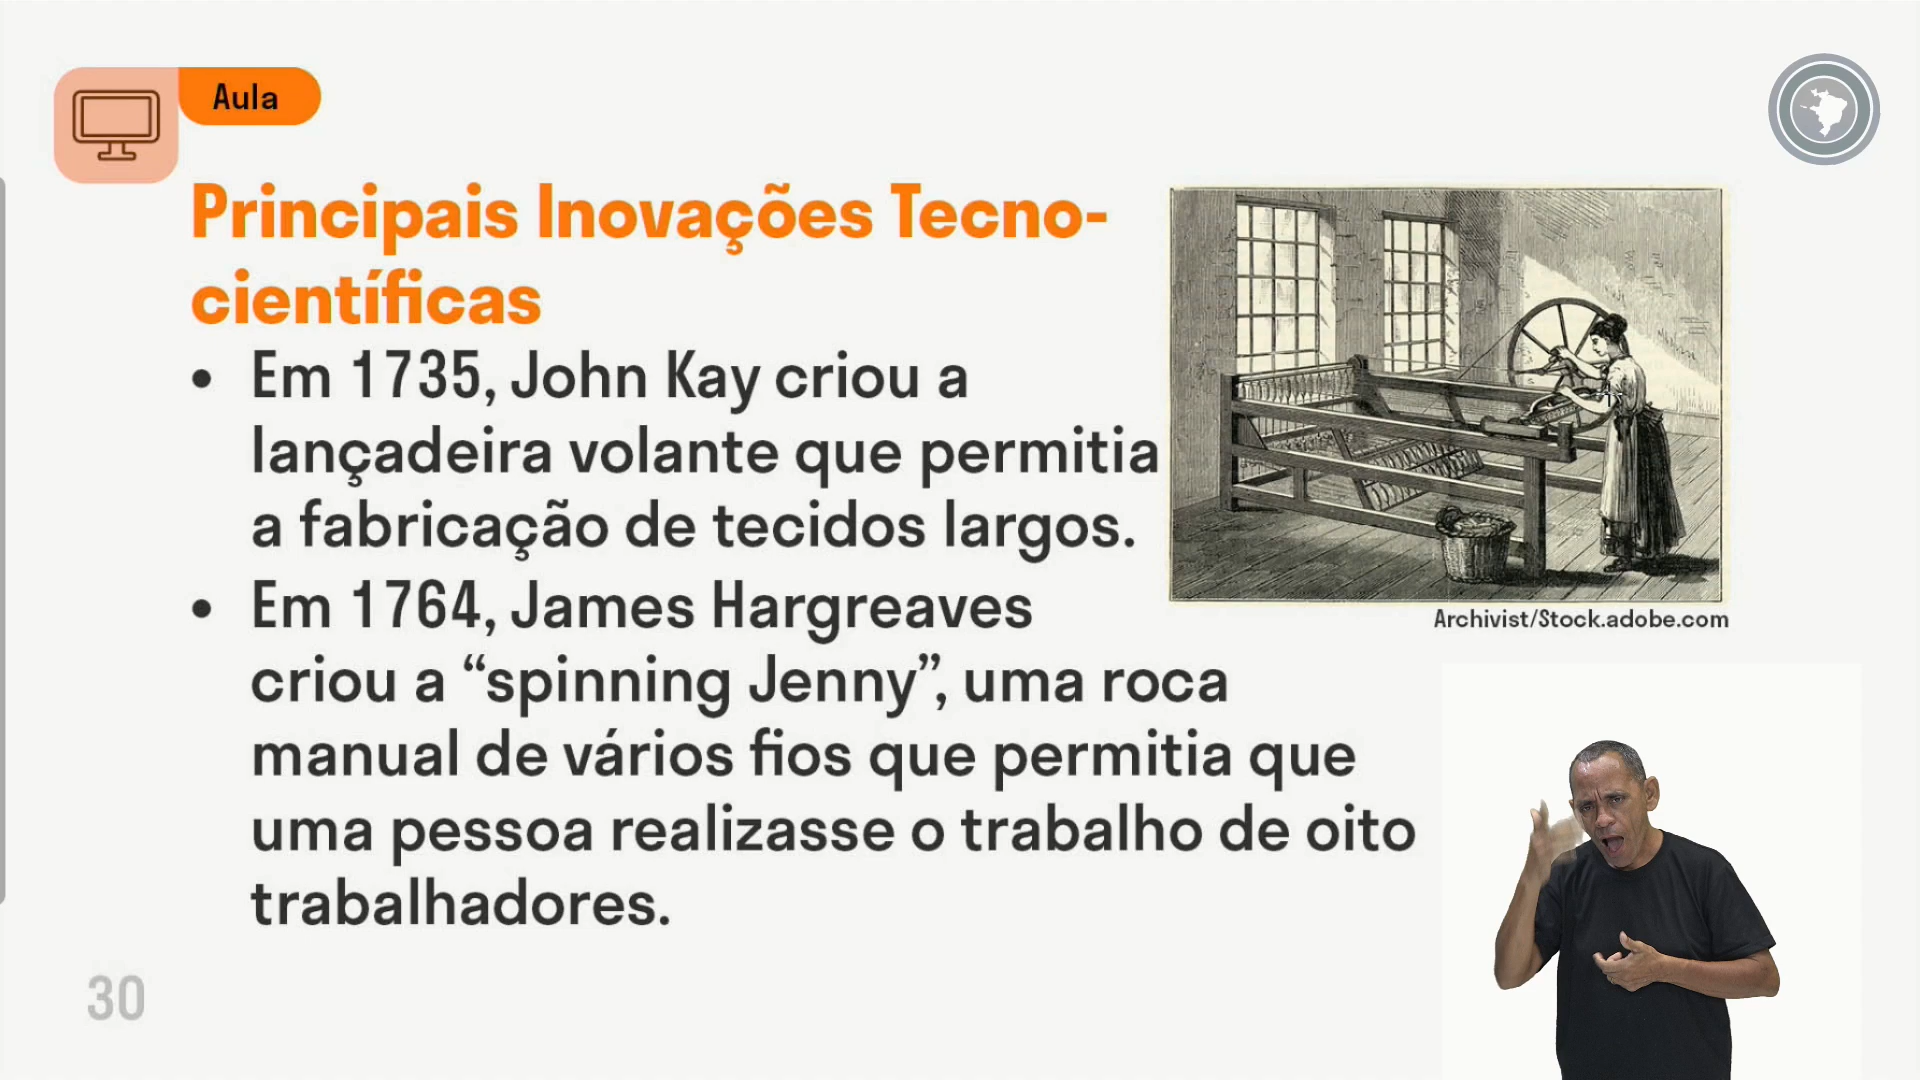 Aula
Principais Inovações Tecno-
científicas
• Em 1735, John Kay criou a
lançadeira volante que permitia
a fabricação de tecidos largos.
• Em 1764, James Hargreaves
criou a “spinning Jenny”, uma roca
manual de vários fios que permitia que
uma pessoa realizasse o trabalho de oito
trabalhadores.
Archivist/Stock.adobe.com
30